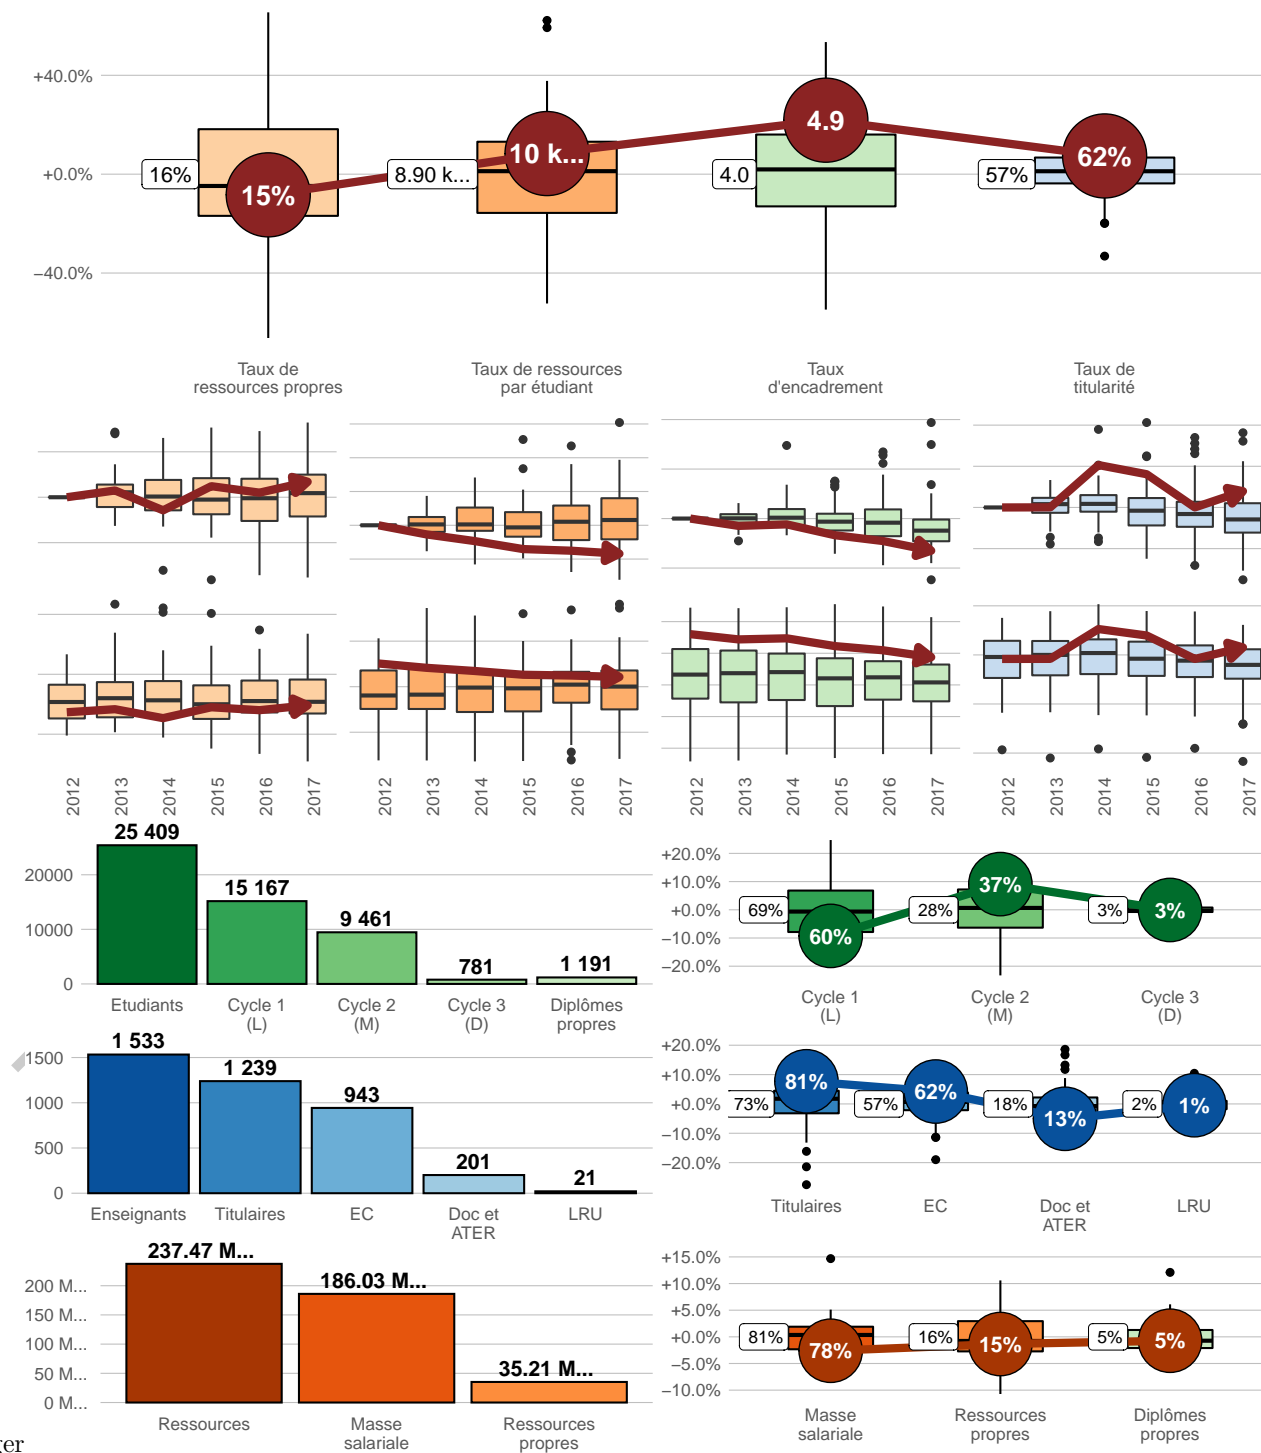 +40.0%
+0.0%
−40.0%
16%
15%
8.90 k...
10 k...
4.0
4.9
57%
62%
Taux de
ressources propres
Taux de ressources
par étudiant
Taux
d'encadrement
Taux de
titularité
2012
2013
2014
2015
2016
2017
2012
2013
2014
2015
2016
2017
2012
2013
2014
2015
2016
2017
2012
2013
2014
2015
2016
2017
20000
10000
0
25 409
15 167
9 461
781
1 191
Etudiants
Cycle 1
(L)
Cycle 2
(M)
Cycle 3
(D)
Diplômes
propres
+20.0%
+10.0%
+0.0%
−10.0%
−20.0%
69%
60%
28%
37%
3%
3%
Cycle 1
(L)
Cycle 2
(M)
Cycle 3
(D)
1500
1000
500
0
1 533
1 239
943
201
21
Enseignants
Titulaires
EC
Doc et
ATER
LRU
+20.0%
+10.0%
+0.0%
−10.0%
−20.0%
73%
81%
57%
62%
18%
13%
2%
1%
Titulaires
EC
Doc et
ATER
LRU
200 M...
150 M...
100 M...
50 M...
0 M...
237.47 M...
186.03 M...
35.21 M...
Ressources
Masse
salariale
Ressources
propres
+15.0%
+10.0%
+5.0%
+0.0%
−5.0%
−10.0%
81%
78%
16%
15%
5%
5%
Masse
salariale
Ressources
propres
Diplômes
propres
ger